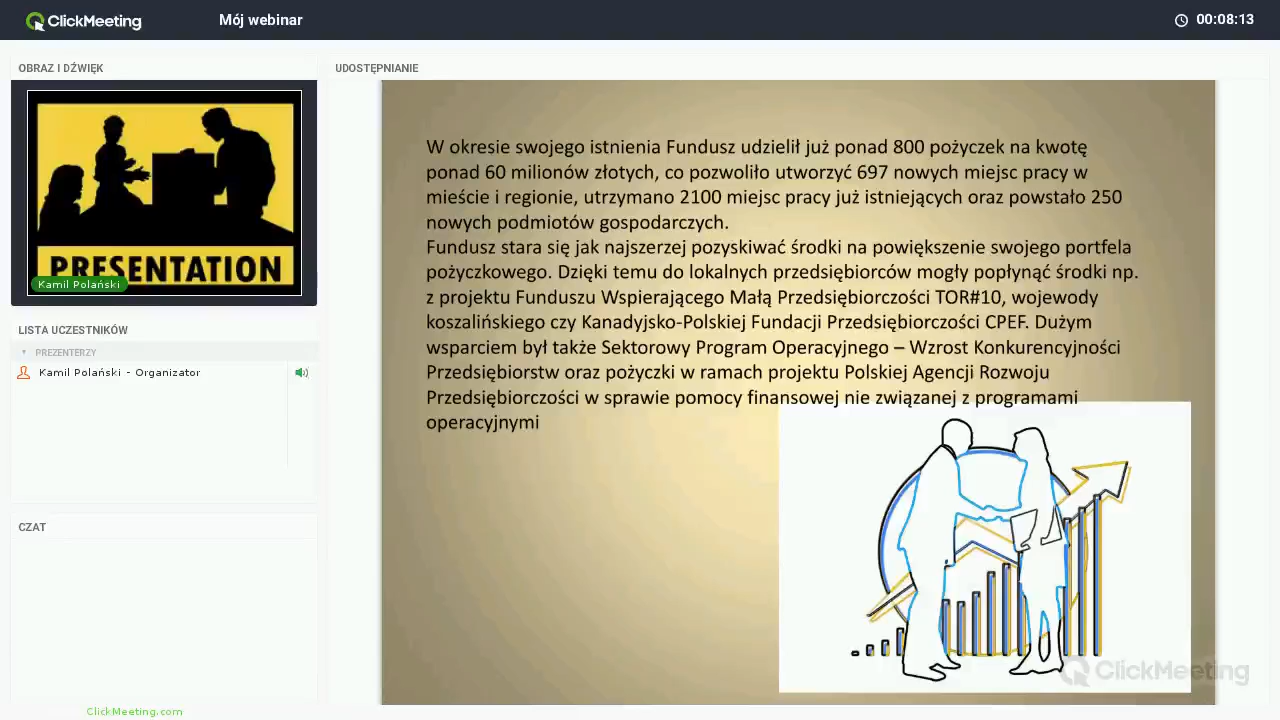 ClickMeeting
Mój webinar
00:08:13
OBRAZ I DŹWIĘK
UDOSTĘPNIANIE
PRESENTATION
Kamil Polański
LISTA UCZESTNIKÓW
PREZENTERZY
Kamil Polański - Organizator
CZAT
ClickMeeting.com
W okresie swojego istnienia Fundusz udzielił już ponad 800 pożyczek na kwotę
ponad 60 milionów złotych, co pozwoliło utworzyć 697 nowych miejsc pracy w
mieście i regionie, utrzymano 2100 miejsc pracy już istniejących oraz powstało 250
nowych podmiotów gospodarczych.
Fundusz stara się jak najszerzej pozyskiwać środki na powiększenie swojego portfela
pożyczkowego. Dzięki temu do lokalnych przedsiębiorców mogły popłynąć środki np.
z projektu Funduszu Wspierającego Małą Przedsiębiorczości TOR#10, wojewody
koszalińskiego czy Kanadyjsko-Polskiej Fundacji Przedsiębiorczości CPEF. Dużym
wsparciem był także Sektorowy Program Operacyjnego – Wzrost Konkurencyjności
Przedsiębiorstw oraz pożyczki w ramach projektu Polskiej Agencji Rozwoju
Przedsiębiorczości w sprawie pomocy finansowej nie związanej z programami
operacyjnymi
ClickMeeting